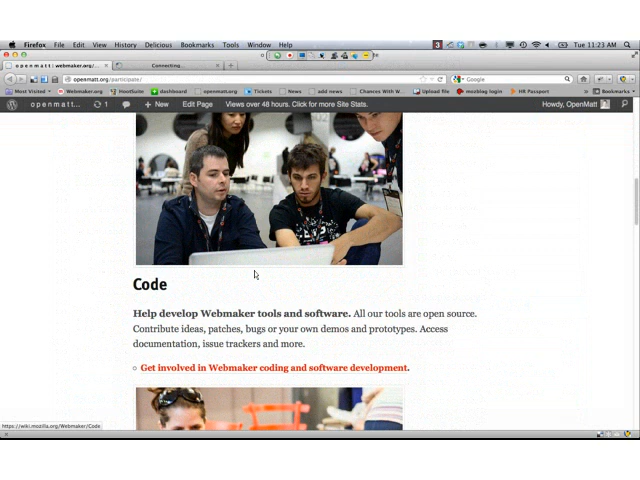 Firefox File Edit View History Bookmarks Tools Window Help
3
Tue 11:23 AM
openmatt: webmaker.org/...
Connecting...
openmatt.org/participate/
Google
Most Visited
Webmaker.org
HootSuite
dashboard
openmatt.org
Tickets
News
add news
Chances With W...
Upload file
mozblog login
HR Passport
Bookmarks
openmatt...
1
+ New
Edit Page
Views over 48 hours. Click for more Site Stats.
Howdy, OpenMatt
Code
Help develop Webmaker tools and software. All our tools are open source.
Contribute ideas, patches, bugs or your own demos and prototypes. Access
documentation, issue trackers and more.
Get involved in Webmaker coding and software development.
https://wiki.mozilla.org/Webmaker/Code